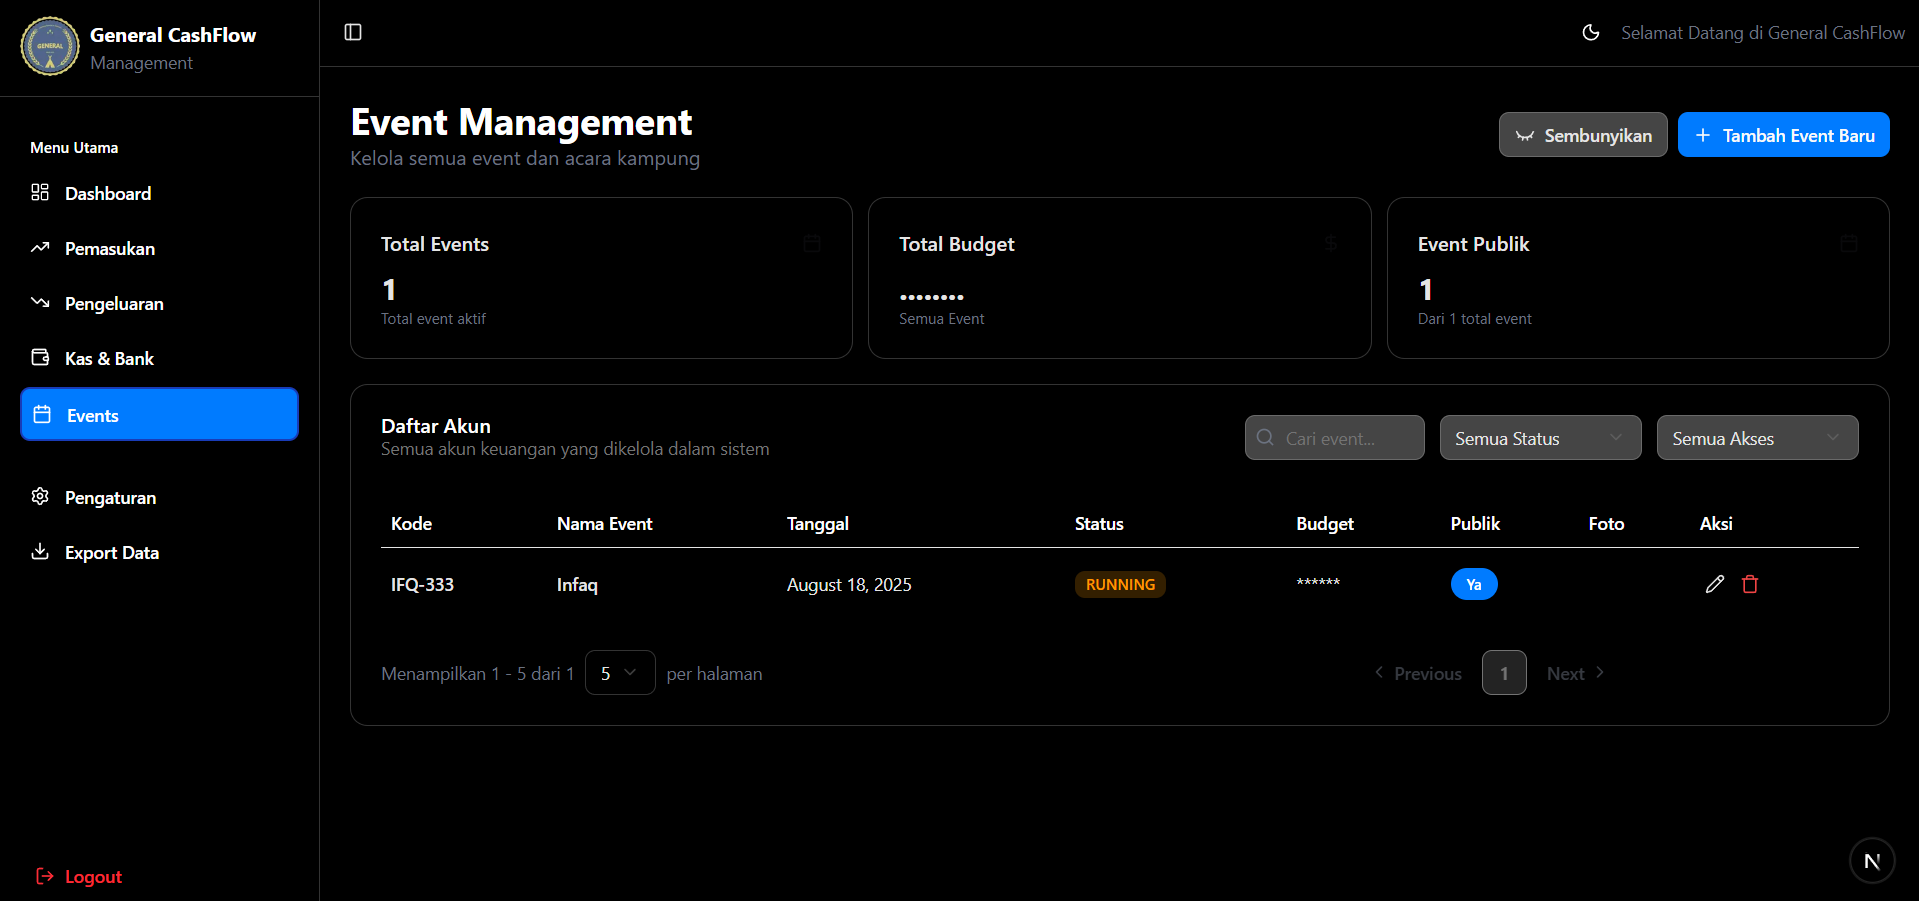 General CashFlow
Management
GENERAL
Selamat Datang di General CashFlow
Menu Utama
Dashboard
Pemasukan
Pengeluaran
Kas & Bank
Events
Pengaturan
Export Data
Logout
Event Management
Kelola semua event dan acara kampung
Sembunyikan
+ Tambah Event Baru
Total Events
1
Total event aktif
Total Budget
$
........
Semua Event
Event Publik
1
Dari 1 total event
Daftar Akun
Semua akun keuangan yang dikelola dalam sistem
Cari event...
Semua Status
Semua Akses
Kode Nama Event Tanggal Status Budget Publik Foto Aksi
IFQ-333 Infaq August 18, 2025 RUNNING ****** Ya
Menampilkan 1 - 5 dari 1 5 per halaman
Previous 1 Next
N